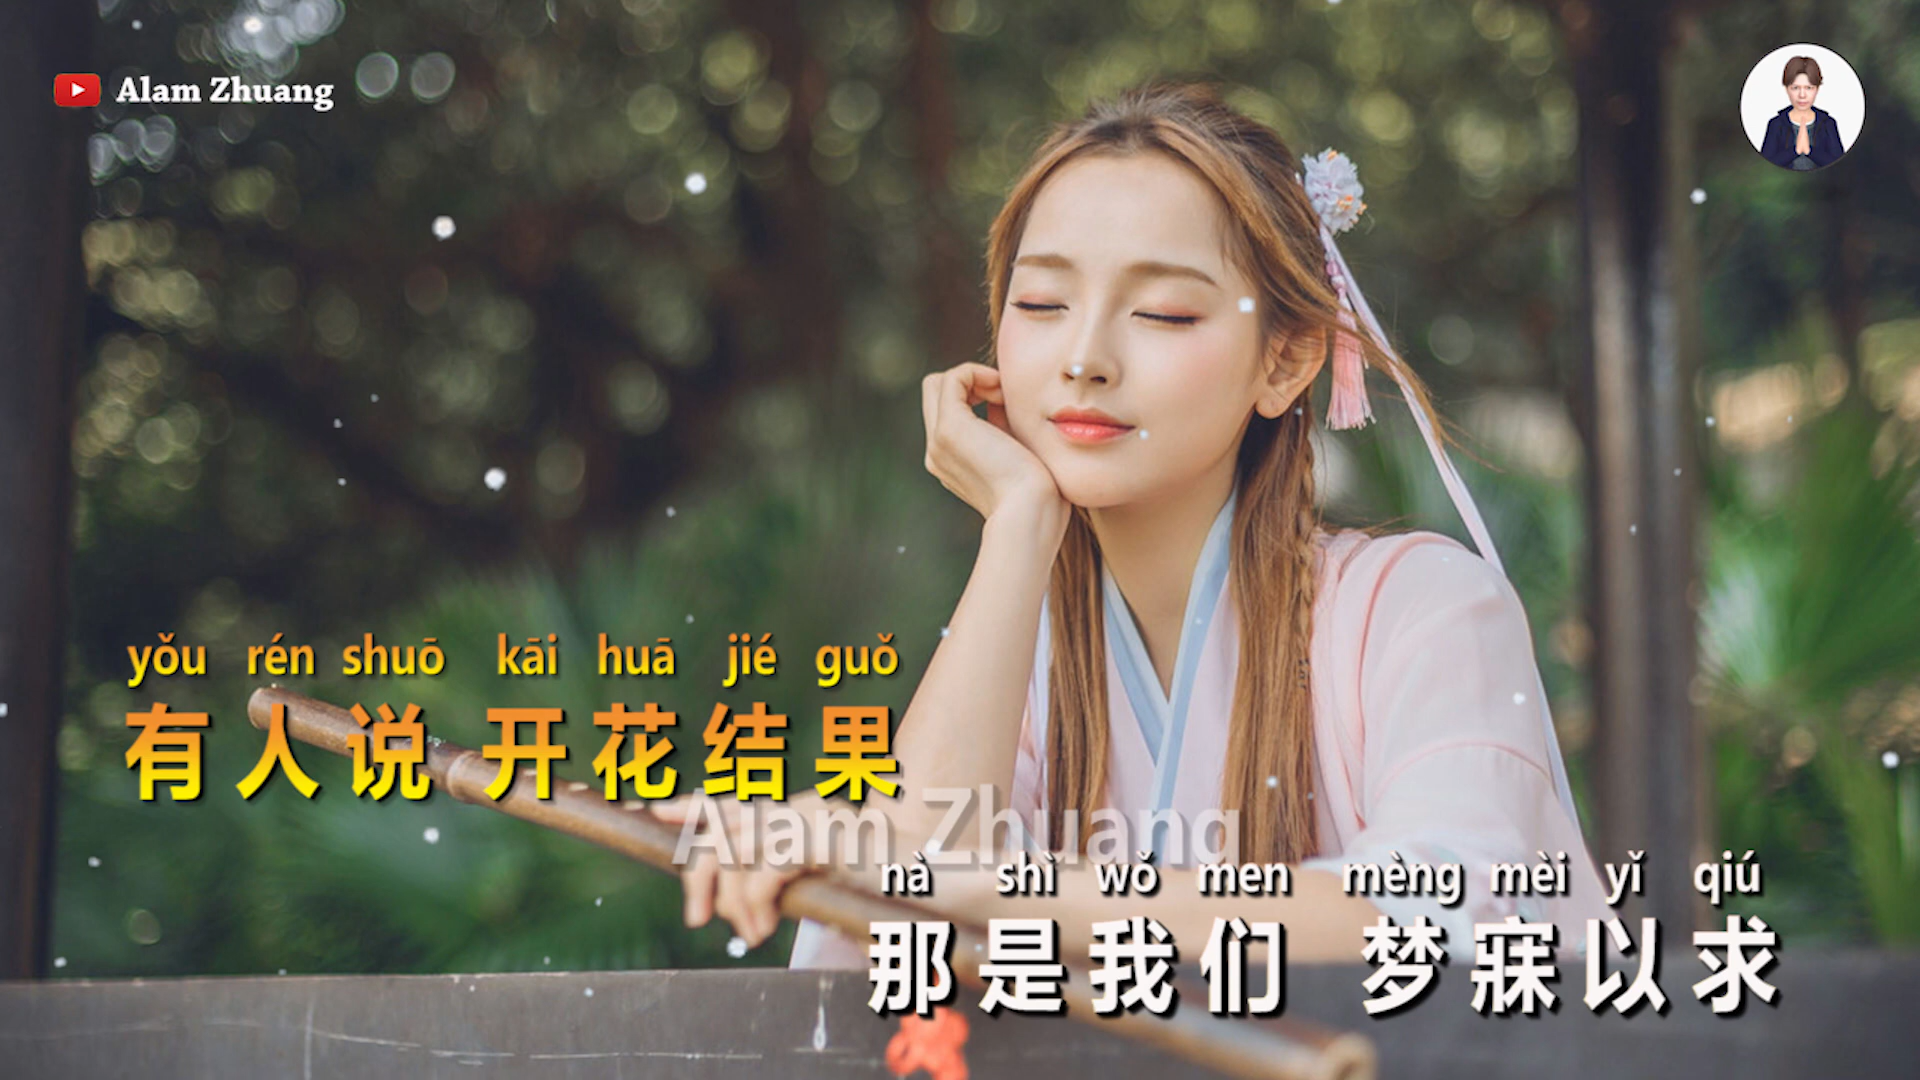 Alam Zhuang
yǒu rén shuō kāi huā jié guǒ
有人说 开花结果
Alam Zhuang
nà shì wǒ men mèng mèi yǐ qiú
那是我们 梦寐以求